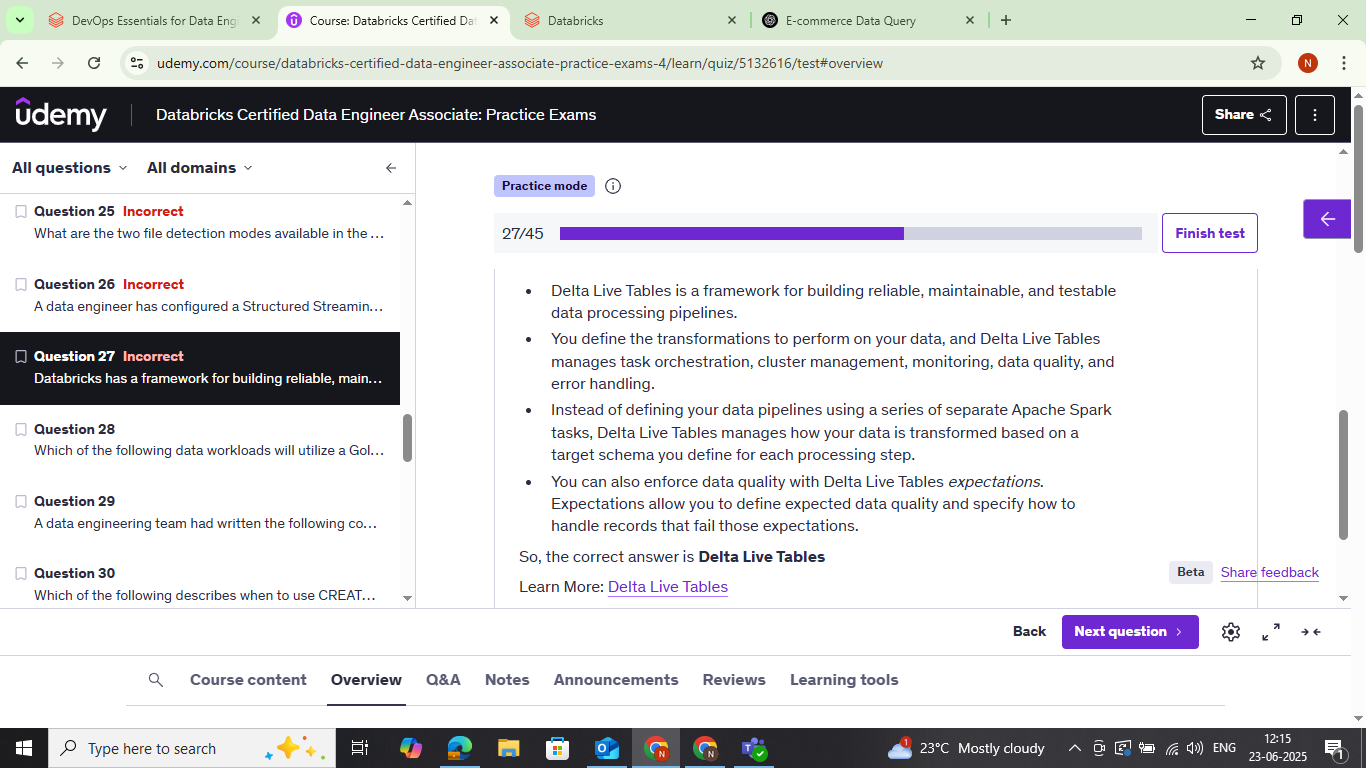 DevOps Essentials for Data Eng
Course: Databricks Certified Dat
Databricks
E-commerce Data Query
udemy.com/course/databricks-certified-data-engineer-associate-practice-exams-4/learn/quiz/5132616/test#overview
N
ûdemy
Databricks Certified Data Engineer Associate: Practice Exams
Share
All questions
All domains
Question 25 Incorrect
What are the two file detection modes available in the ...
Question 26 Incorrect
A data engineer has configured a Structured Streamin...
Question 27 Incorrect
Databricks has a framework for building reliable, main...
Question 28
Which of the following data workloads will utilize a Gol...
Question 29
A data engineering team had written the following co...
Question 30
Which of the following describes when to use CREAT...
Practice mode
27/45
Finish test
• Delta Live Tables is a framework for building reliable, maintainable, and testable
data processing pipelines.
• You define the transformations to perform on your data, and Delta Live Tables
manages task orchestration, cluster management, monitoring, data quality, and
error handling.
• Instead of defining your data pipelines using a series of separate Apache Spark
tasks, Delta Live Tables manages how your data is transformed based on a
target schema you define for each processing step.
• You can also enforce data quality with Delta Live Tables expectations.
Expectations allow you to define expected data quality and specify how to
handle records that fail those expectations.
So, the correct answer is Delta Live Tables
Learn More: Delta Live Tables
Beta
Share feedback
Back
Next question
Course content
Overview
Q&A
Notes
Announcements
Reviews
Learning tools
Type here to search
1
23°C Mostly cloudy
ENG
12:15
23-06-2025
1